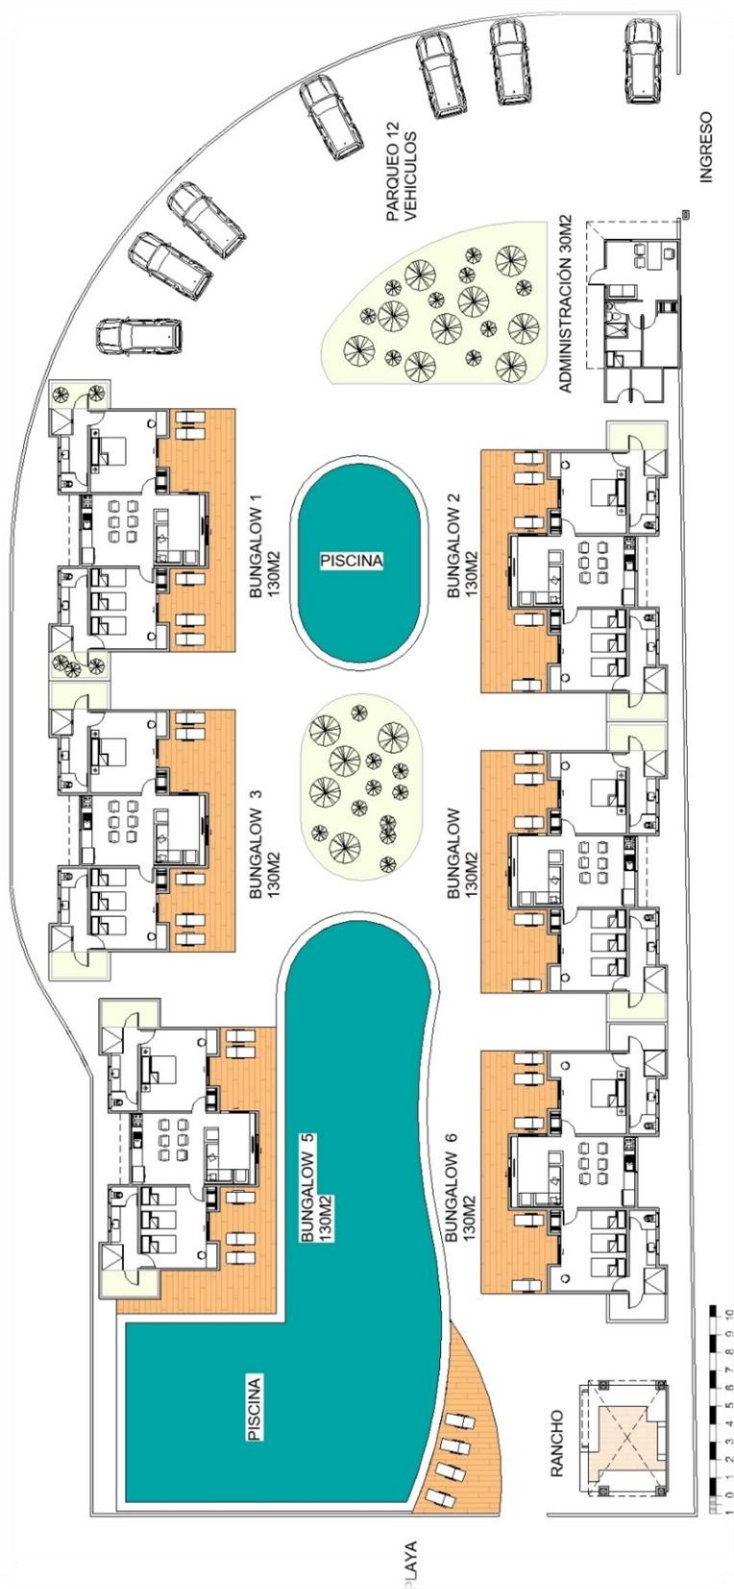 INGRESO
PARQUEO 12
VEHICULOS
ADMINISTRACIÓN 30M2
BUNGALOW 1
130M2
PISCINA
BUNGALOW 2
130M2
BUNGALOW 3
130M2
BUNGALOW
130M2
BUNGALOW 5
130M2
BUNGALOW 6
130M2
PISCINA
RANCHO
PLAYA
1 0 1 2 3 4 5 6 7 8 9 10